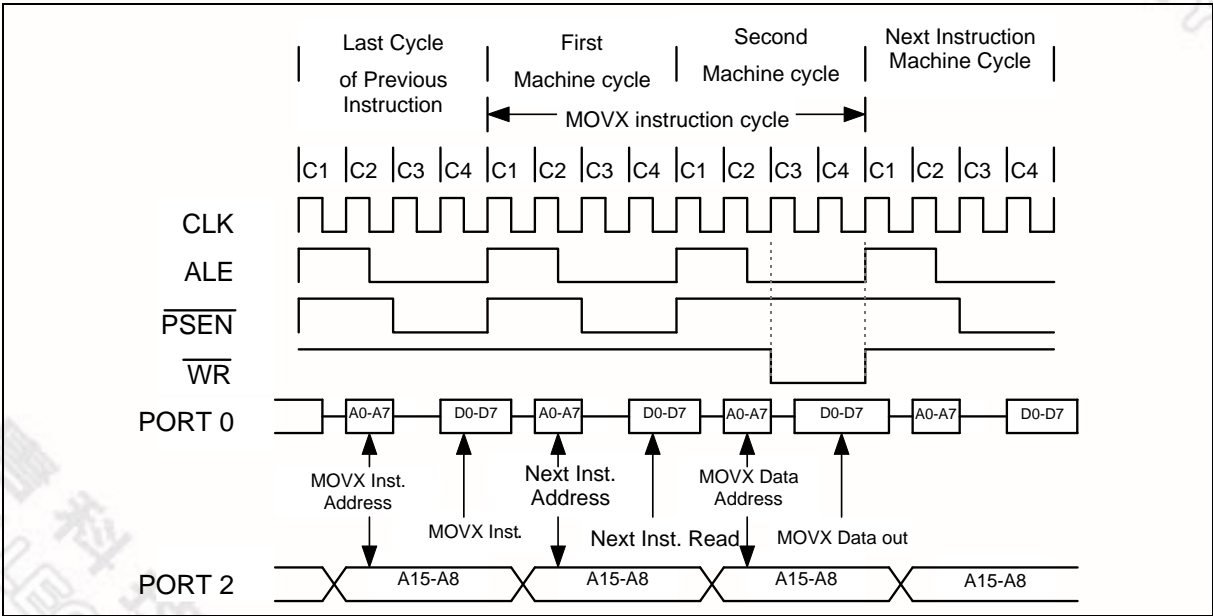 Last Cycle
of Previous
Instruction
First
Machine cycle
Second
Machine cycle
Next Instruction
Machine Cycle
MOVX instruction cycle
C1 C2 C3 C4 C1 C2 C3 C4 C1 C2 C3 C4 C1 C2 C3 C4
CLK
ALE
PSEN
WR
PORT 0
A0-A7 D0-D7 A0-A7 D0-D7 A0-A7 D0-D7 A0-A7 D0-D7
MOVX Inst.
Address
MOVX Inst.
Next Inst.
Address
Next Inst. Read
MOVX Data
Address
MOVX Data out
PORT 2
A15-A8 A15-A8 A15-A8 A15-A8